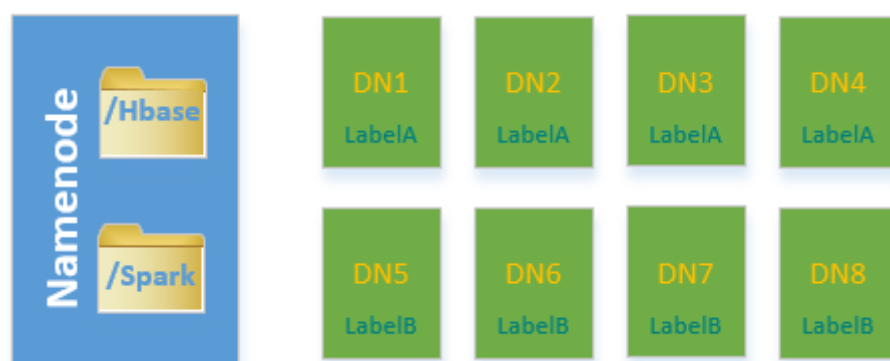 Namenode
/Hbase
/Spark
DN1
LabelA
DN2
LabelA
DN3
LabelA
DN4
LabelA
DN5
LabelB
DN6
LabelB
DN7
LabelB
DN8
LabelB